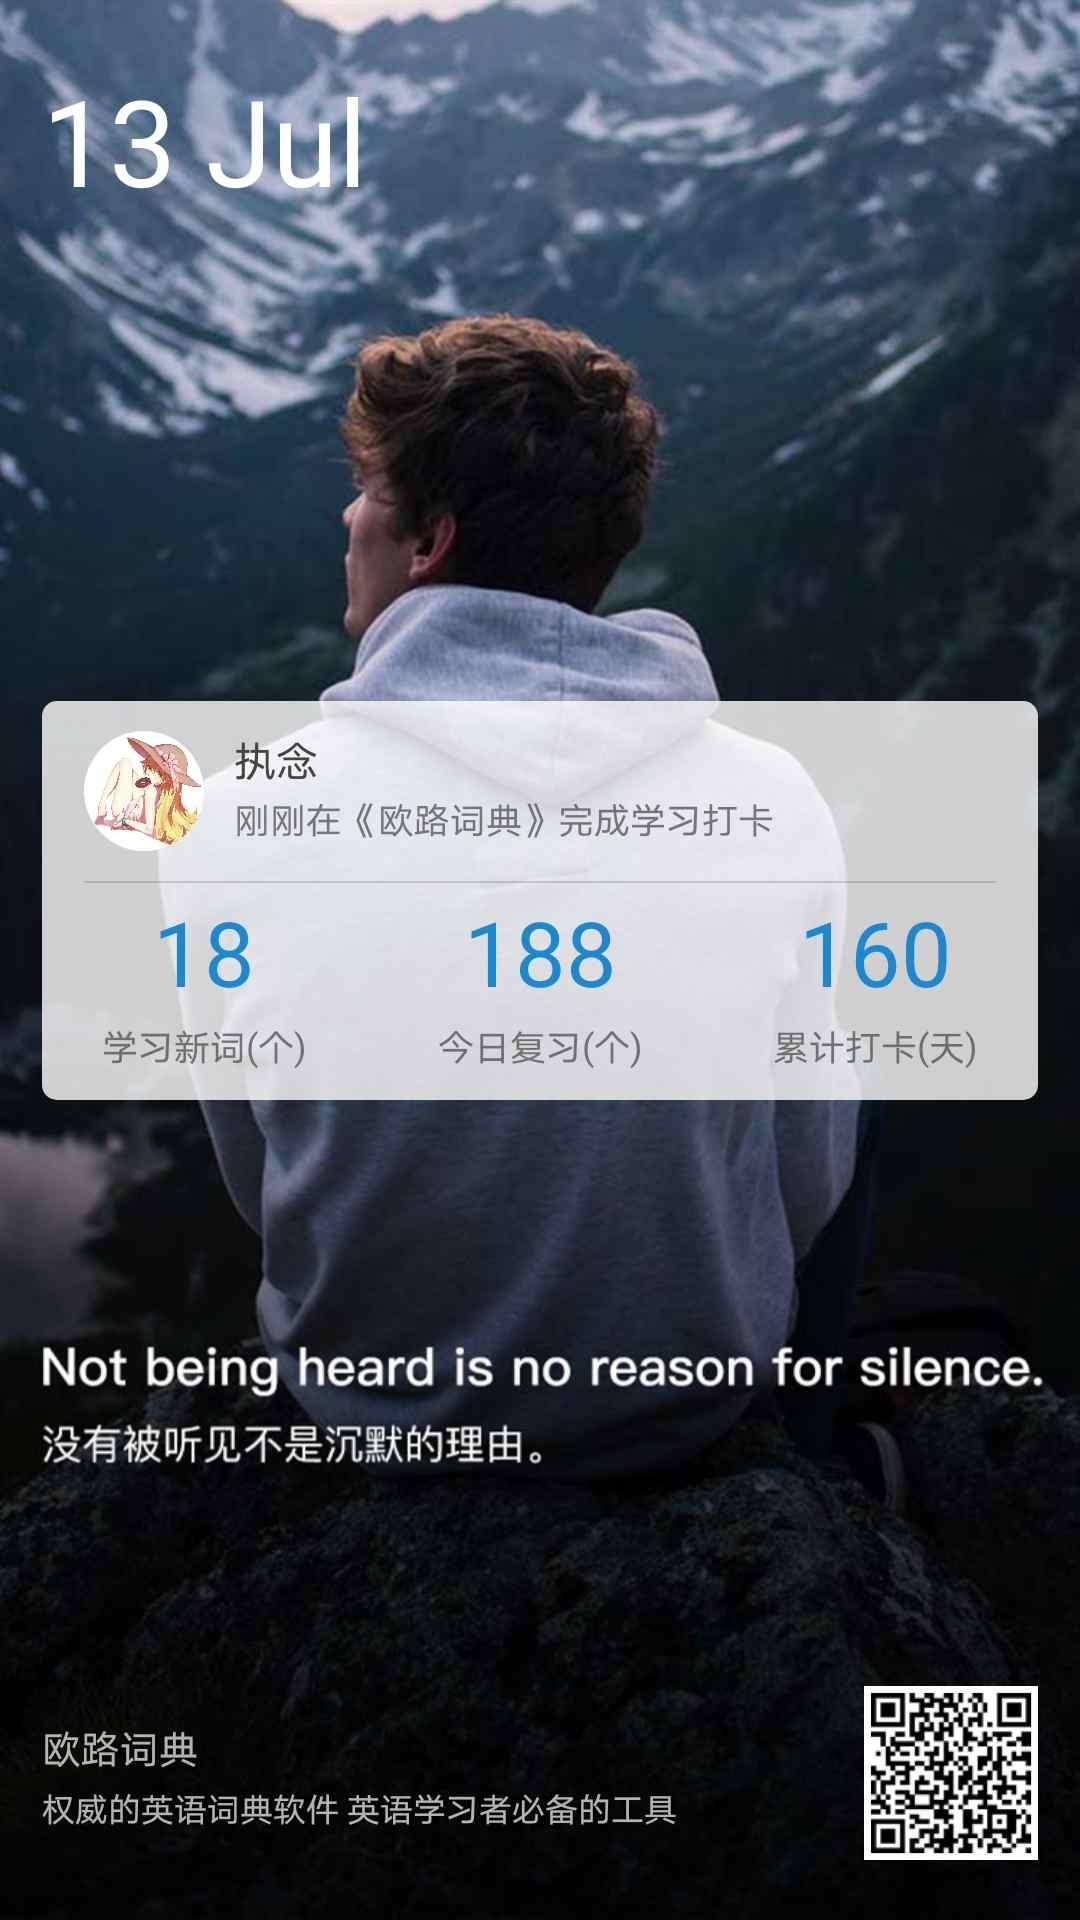 13 Jul
执念
刚刚在《欧路词典》完成学习打卡
18 188 160
学习新词(个) 今日复习(个) 累计打卡(天)
Not being heard is no reason for silence.
没有被听见不是沉默的理由。
欧路词典
权威的英语词典软件 英语学习者必备的工具